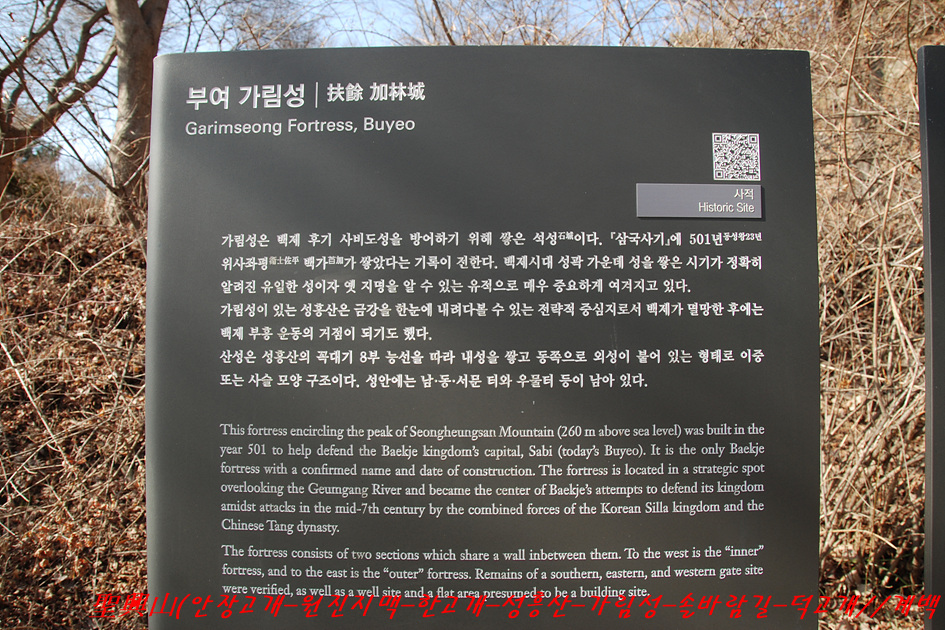 부여 가림성 | 扶餘 加林城
Garimseong Fortress, Buyeo
사적
Historic Site
가림성은 백제 후기 사비도성을 방어하기 위해 쌓은 석성石城이다. 『삼국사기』에 501년동성왕23년
위사좌평衛士佐平 백가苩加가 쌓았다는 기록이 전한다. 백제시대 성곽 가운데 성을 쌓은 시기가 정확히
알려진 유일한 성이자 옛 지명을 알 수 있는 유적으로 매우 중요하게 여겨지고 있다.
가림성이 있는 성흥산은 금강을 한눈에 내려다볼 수 있는 전략적 중심지로서 백제가 멸망한 후에는
백제 부흥 운동의 거점이 되기도 했다.
산성은 성흥산의 꼭대기 8부 능선을 따라 내성을 쌓고 동쪽으로 외성이 붙어 있는 형태로 이중
또는 사슬 모양 구조이다. 성안에는 남·동·서문 터와 우물터 등이 남아 있다.
This fortress encircling the peak of Seongheungsan Mountain (260 m above sea level) was built in the
year 501 to help defend the Baekje kingdom's capital, Sabi (today's Buyeo). It is the only Baekje
fortress with a confirmed name and date of construction. The fortress is located in a strategic spot
overlooking the Geumgang River and became the center of Baekje's attempts to defend its kingdom
amidst attacks in the mid-7th century by the combined forces of the Korean Silla kingdom and the
Chinese Tang dynasty.
The fortress consists of two sections which share a wall inbetween them. To the west is the “inner”
fortress, and to the east is the “outer” fortress. Remains of a southern, eastern, and western gate site
were verified, as well as a well site and a flat area presumed to be a building site.
聖興山(안장고개-원진지맥-한고개-성흥산-가림성-솔바람길-덕고개)/계백